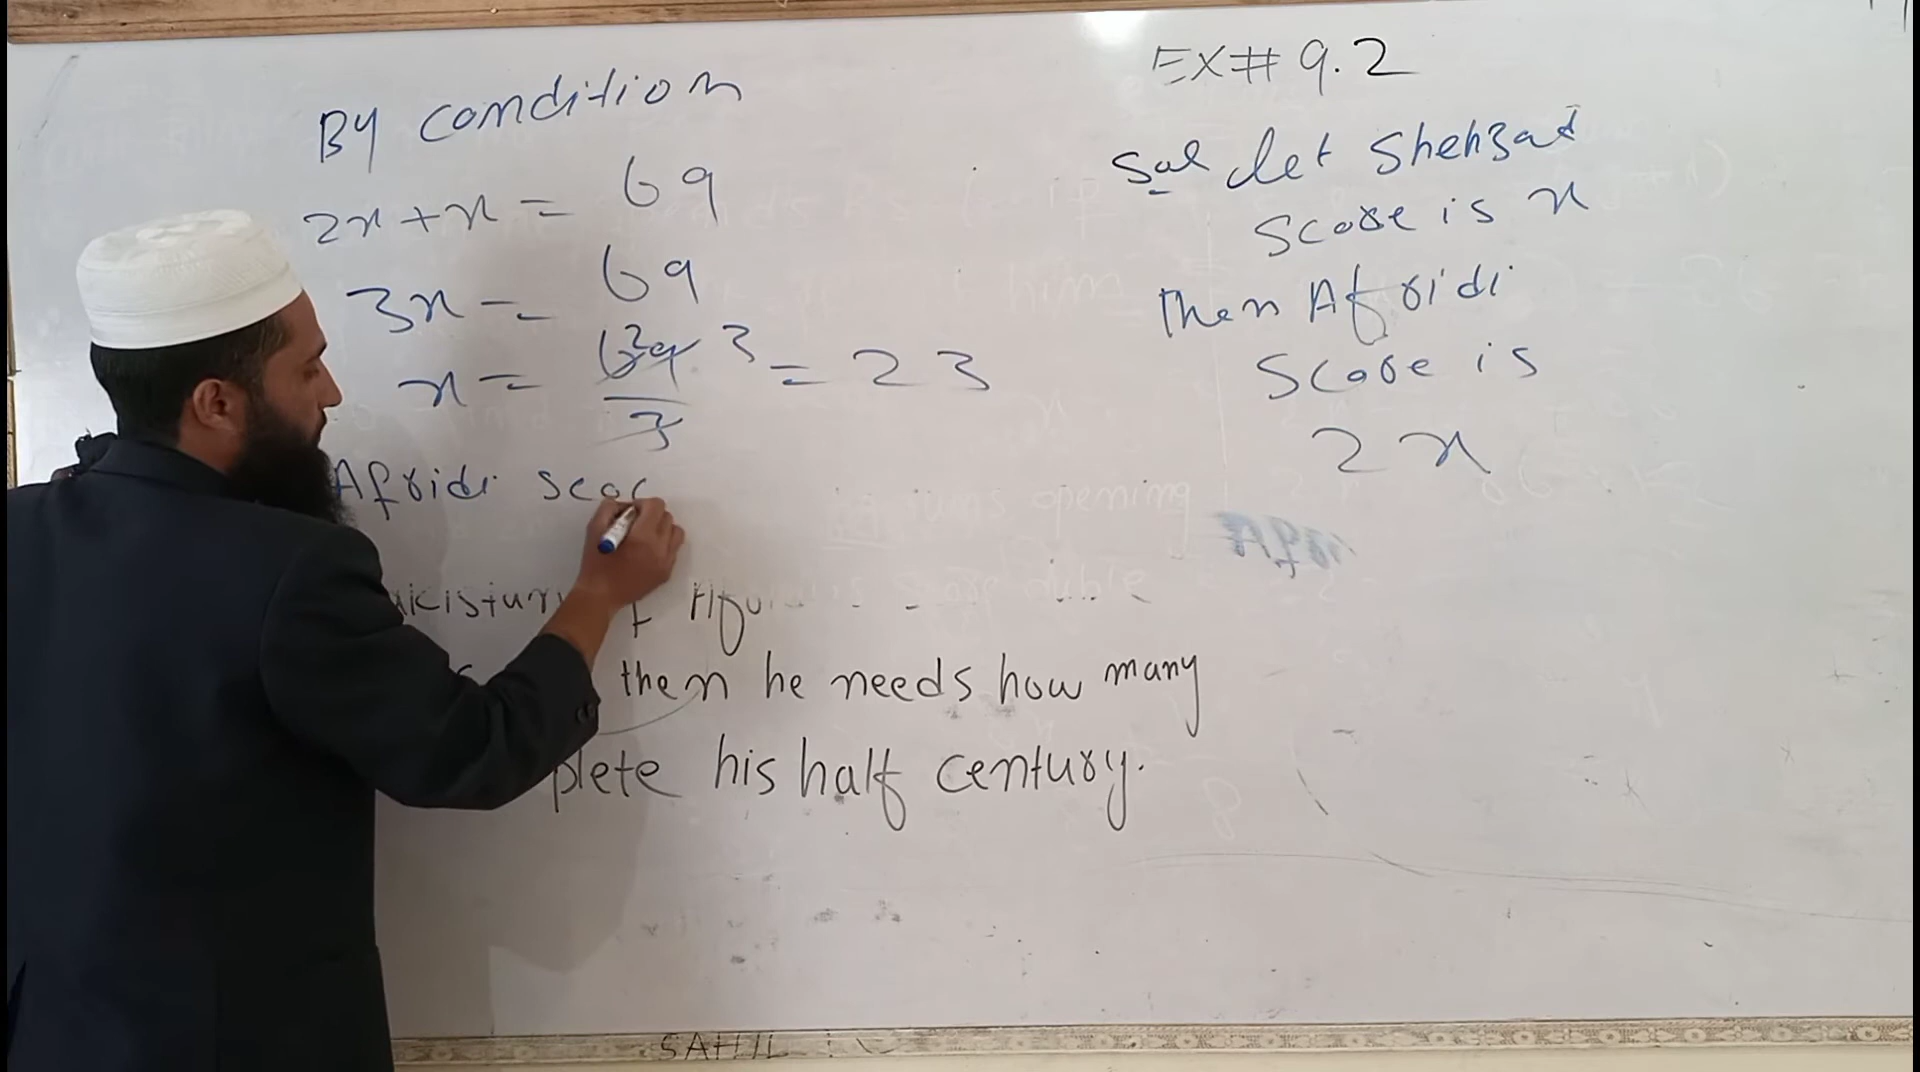 By condition
2x + x = 69
3x = 69
x = 69/3 = 23
Afridi scor
then he needs how many
plete his half century.
EX# 9.2
Sol let Shehzad
Score is x
then Afridi
Score is
2x
Afri
SAHIL